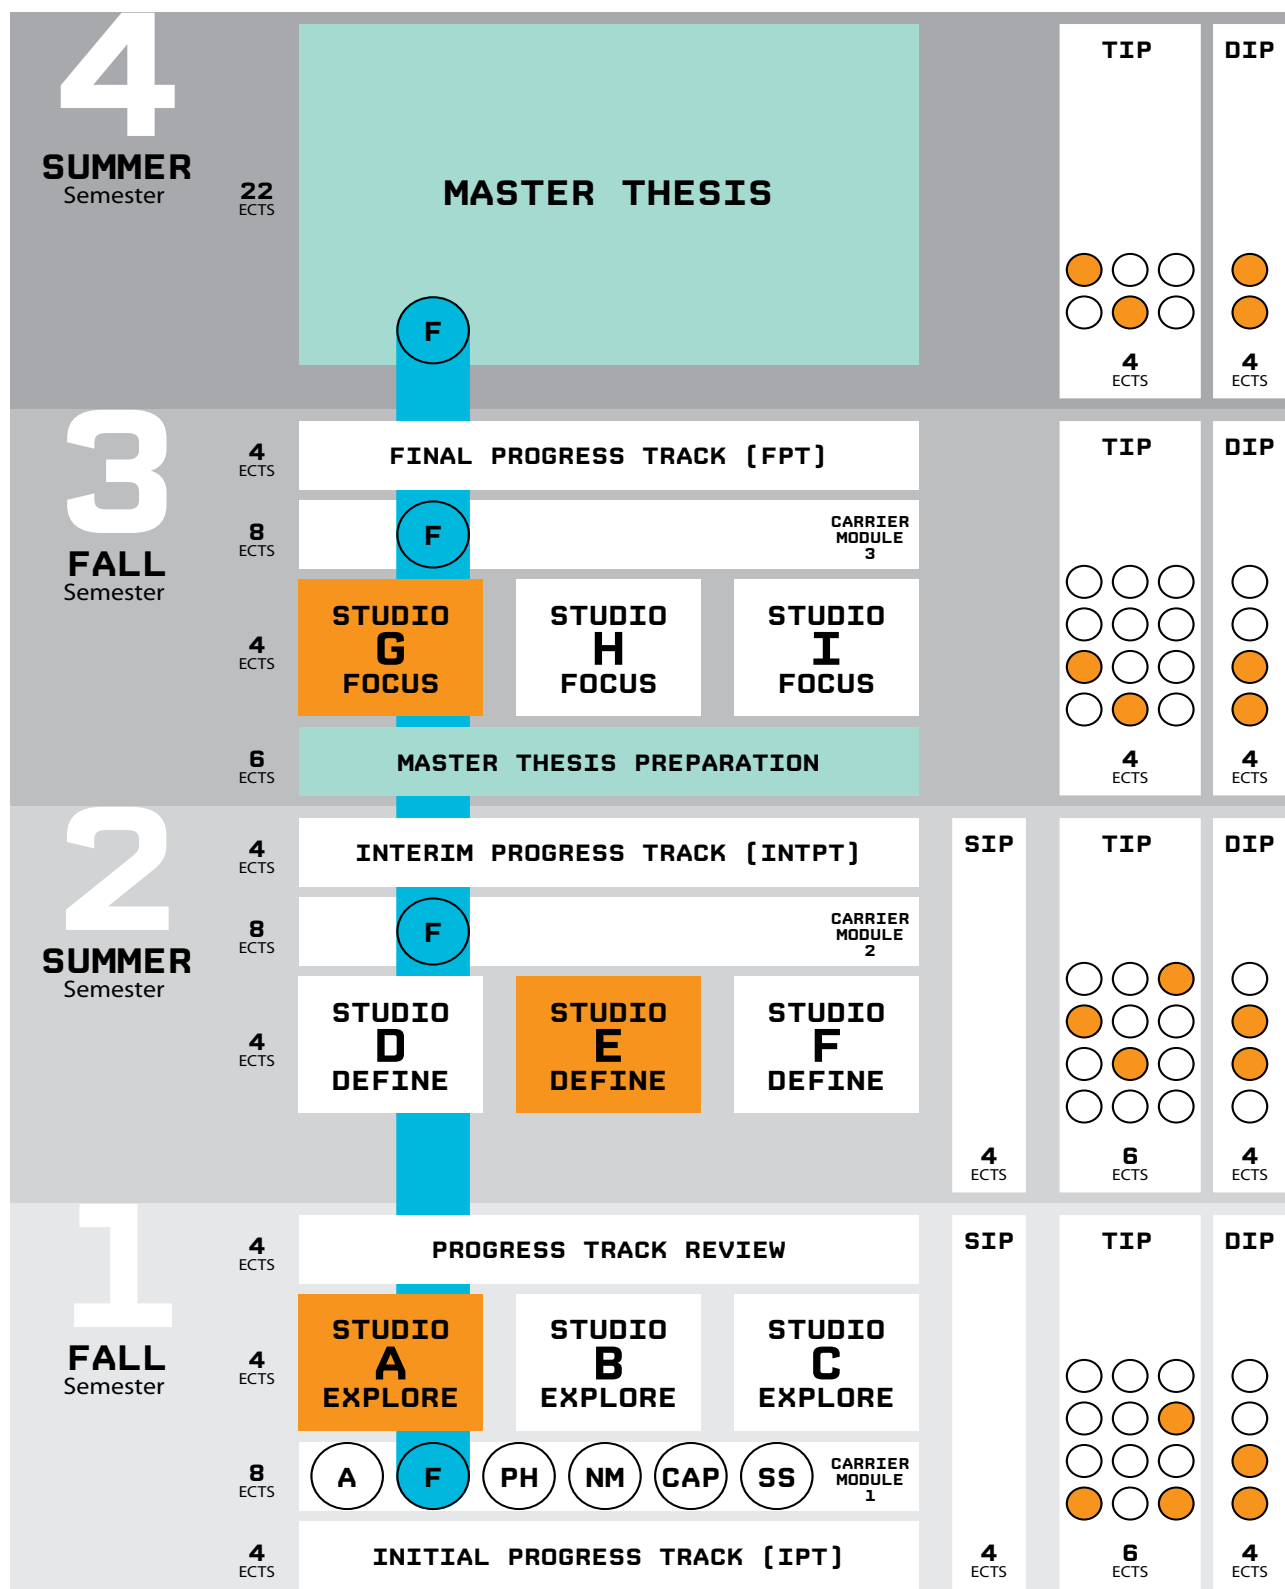 4
SUMMER
Semester
22
ECTS
MASTER THESIS
F
TIP
4
ECTS
DIP
4
ECTS
3
FALL
Semester
4
ECTS
FINAL PROGRESS TRACK [FPT]
8
ECTS
F
CARRIER
MODULE
3
4
ECTS
STUDIO
G
FOCUS
STUDIO
H
FOCUS
STUDIO
I
FOCUS
6
ECTS
MASTER THESIS PREPARATION
TIP
4
ECTS
DIP
4
ECTS
2
SUMMER
Semester
4
ECTS
INTERIM PROGRESS TRACK [INTPT]
8
ECTS
F
CARRIER
MODULE
2
4
ECTS
STUDIO
D
DEFINE
STUDIO
E
DEFINE
STUDIO
F
DEFINE
SIP
4
ECTS
TIP
6
ECTS
DIP
4
ECTS
1
FALL
Semester
4
ECTS
PROGRESS TRACK REVIEW
4
ECTS
STUDIO
A
EXPLORE
STUDIO
B
EXPLORE
STUDIO
C
EXPLORE
8
ECTS
A F PH NM CAP SS
CARRIER
MODULE
1
4
ECTS
INITIAL PROGRESS TRACK [IPT]
SIP
4
ECTS
TIP
6
ECTS
DIP
4
ECTS